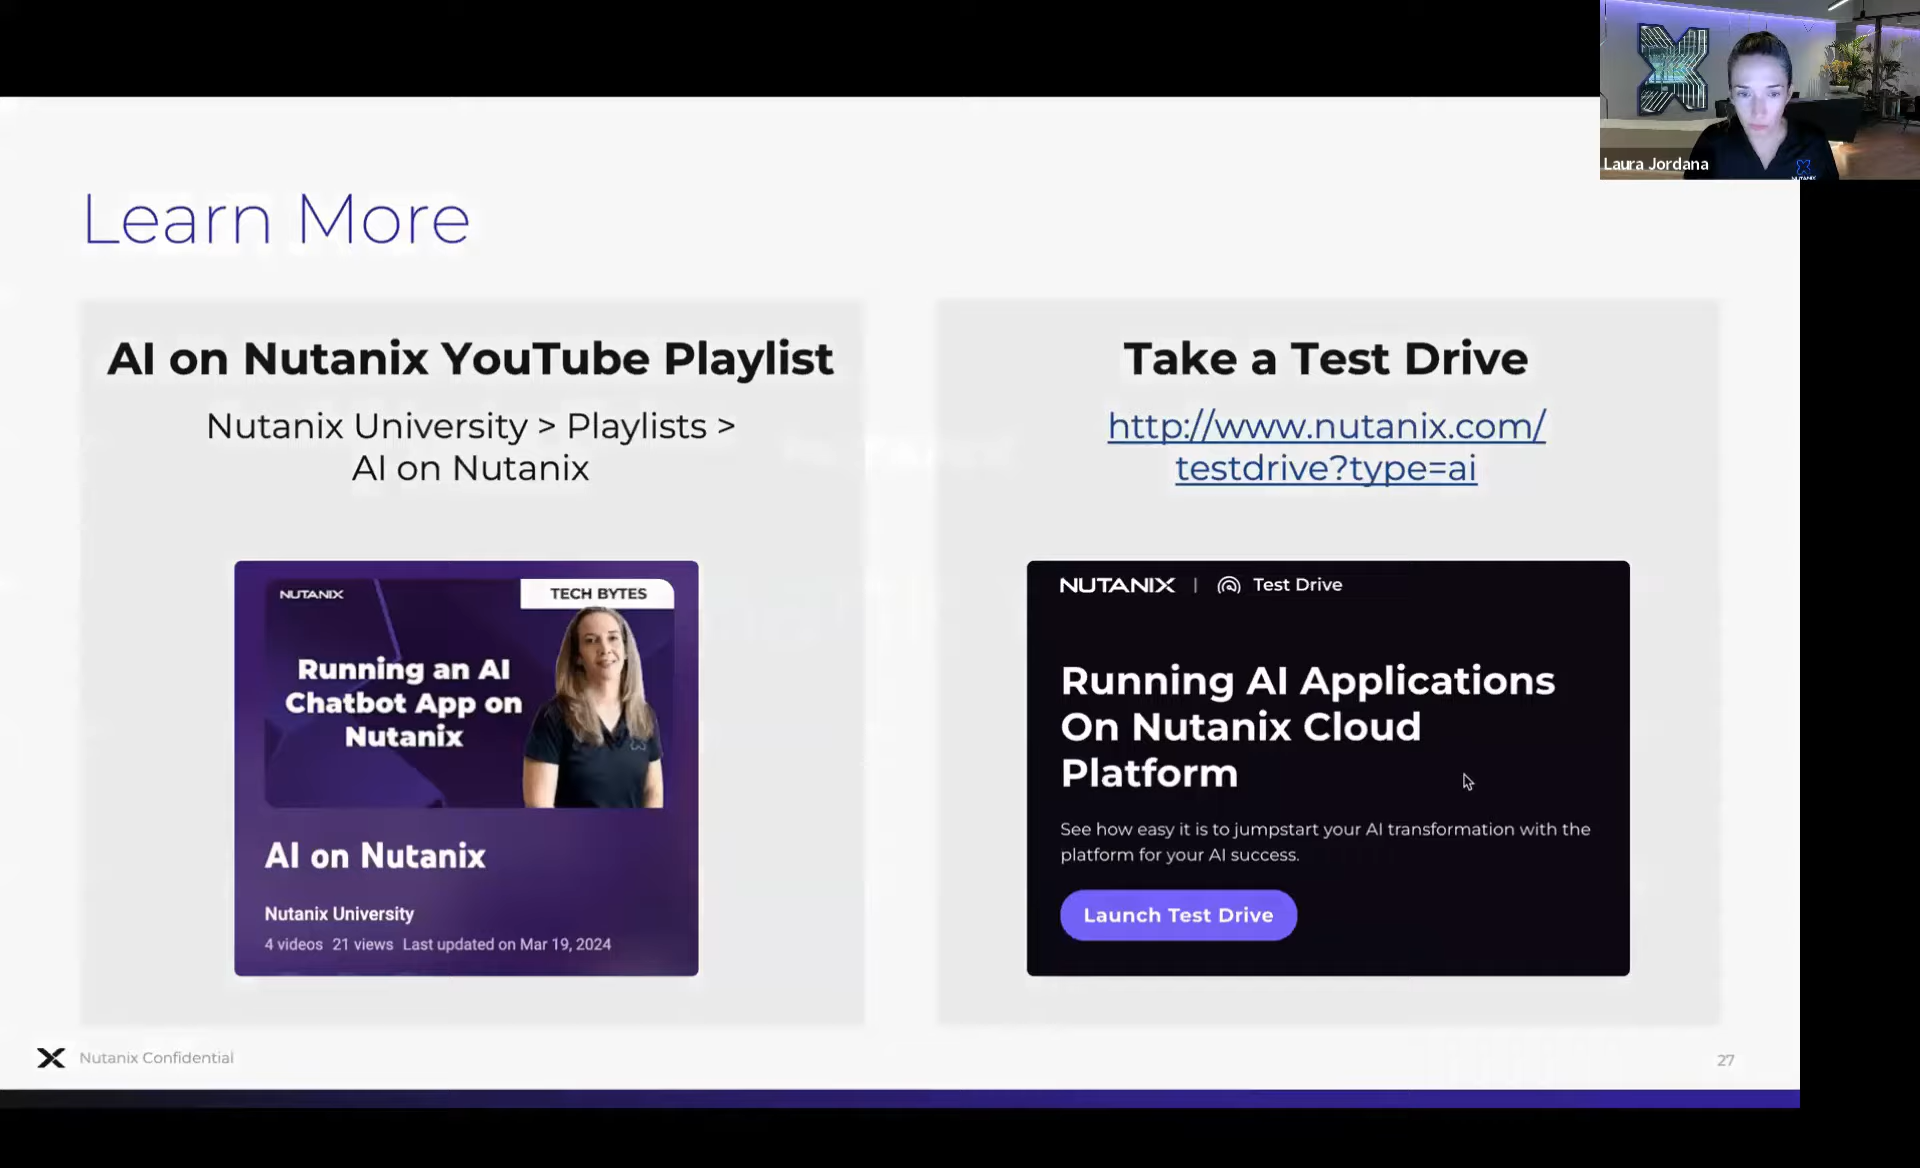 Laura Jordana
NUTANIX
Learn More
AI on Nutanix YouTube Playlist
Nutanix University > Playlists >
AI on Nutanix
NUTANIX
TECH BYTES
Running an AI
Chatbot App on
Nutanix
AI on Nutanix
Nutanix University
4 videos 21 views Last updated on Mar 19, 2024
Take a Test Drive
http://www.nutanix.com/
testdrive?type=ai
NUTANIX | Test Drive
Running AI Applications
On Nutanix Cloud
Platform
See how easy it is to jumpstart your AI transformation with the
platform for your AI success.
Launch Test Drive
Nutanix Confidential
27